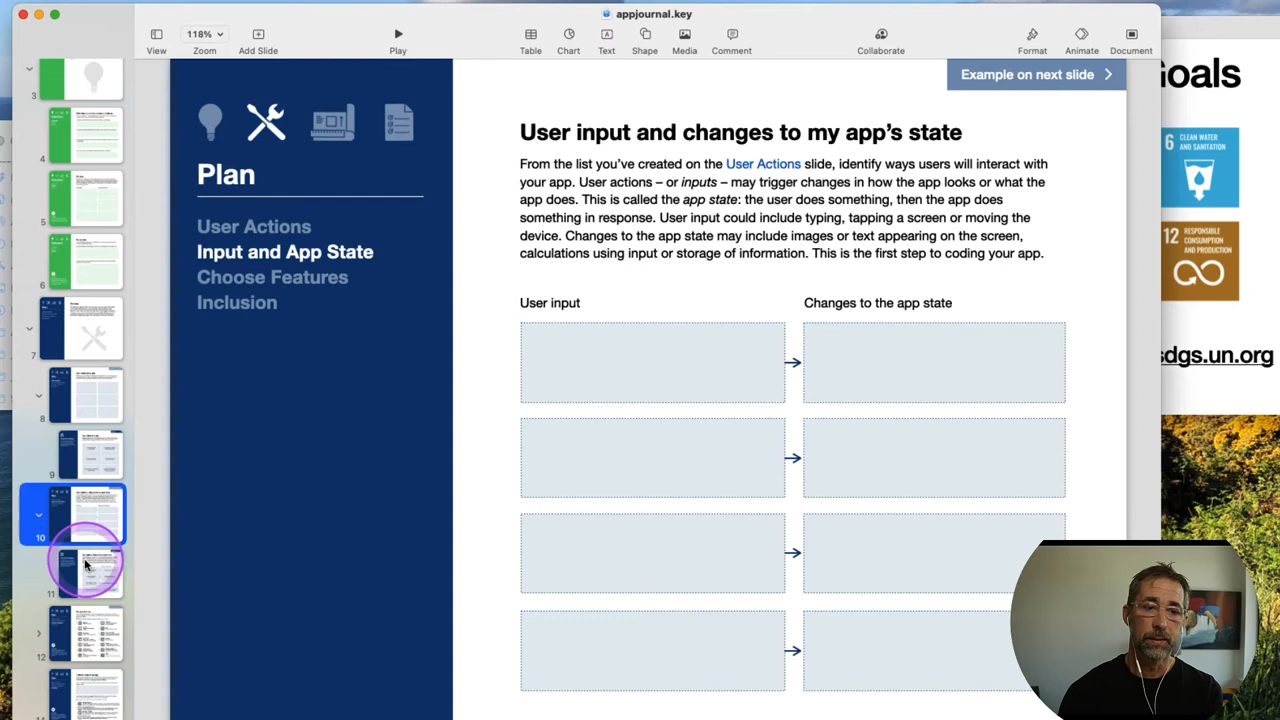 appjournal.key
118%
View
Zoom
Add Slide
Play
Table
Chart
Text
Shape
Media
Comment
Collaborate
Format
Animate
Document
Example on next slide
Goals
3
4
5
6
7
8
9
10
11
12
Plan
User Actions
Input and App State
Choose Features
Inclusion
User input and changes to my app’s state
From the list you’ve created on the User Actions slide, identify ways users will interact with
your app. User actions – or inputs – may trigger changes in how the app looks or what the
app does. This is called the app state: the user does something, then the app does
something in response. User input could include typing, tapping a screen or moving the
device. Changes to the app state may include images or text appearing on the screen,
calculations using input or storage of information. This is the first step to coding your app.
User input
Changes to the app state
6 CLEAN WATER
AND SANITATION
12 RESPONSIBLE
CONSUMPTION
AND PRODUCTION
sdgs.un.org